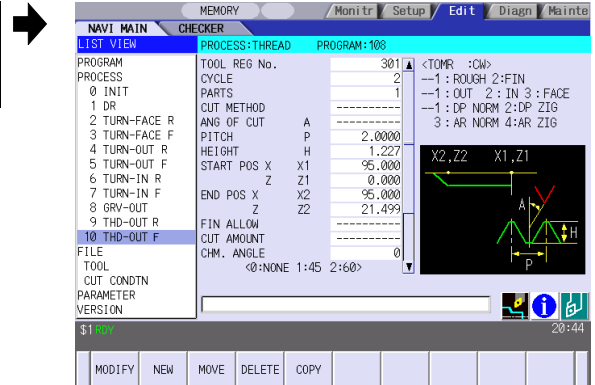 MEMORY Monitr Setup Edit Diagn Mainte
NAVI MAIN CHECKER
LIST VIEW PROCESS:THREAD PROGRAM:108
PROGRAM TOOL REG No. 301 <TOMR :CW>
PROCESS CYCLE 2 --1:ROUGH 2:FIN
0 INIT PARTS 1 --1:OUT 2:IN 3:FACE
1 DR CUT METHOD ---------- --1:DP NORM 2:DP ZIG
2 TURN-FACE R ANG OF CUT A ---------- 3:AR NORM 4:AR ZIG
3 TURN-FACE F PITCH P 2.0000
4 TURN-OUT R HEIGHT H 1.227 X2,Z2 X1,Z1
5 TURN-OUT F START POS X X1 95.000
6 TURN-IN R Z Z1 0.000
7 TURN-IN F END POS X X2 95.000
8 GRV-OUT Z Z2 21.499 A
9 THD-OUT R FIN ALLOW ----------
10 THD-OUT F CUT AMOUNT ---------- H
FILE CHM. ANGLE 0
TOOL <0:NONE 1:45 2:60> P
CUT CONDTN
PARAMETER
VERSION
$1 RDY 20:44
MODIFY NEW MOVE DELETE COPY